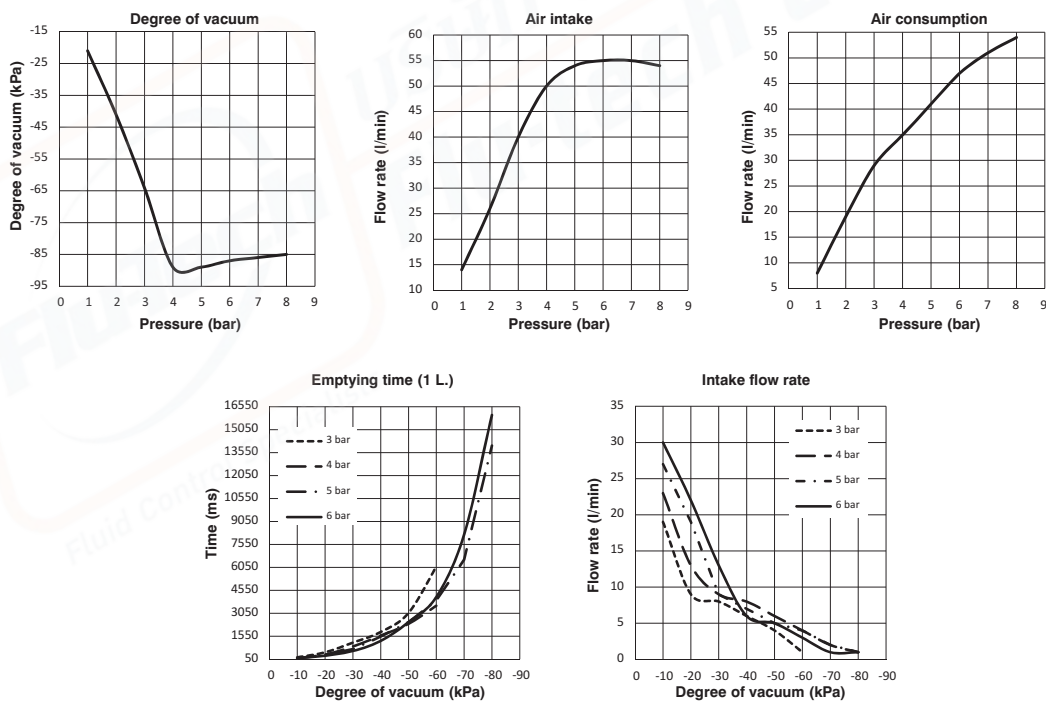 Degree of vacuum
Degree of vacuum (kPa)
-15
-25
-35
-45
-55
-65
-75
-85
-95
0 1 2 3 4 5 6 7 8 9
Pressure (bar)
Air intake
Flow rate (l/min)
60
55
50
45
40
35
30
25
20
15
10
0 1 2 3 4 5 6 7 8 9
Pressure (bar)
Air consumption
Flow rate (l/min)
55
50
45
40
35
30
25
20
15
10
5
0 1 2 3 4 5 6 7 8 9
Pressure (bar)
Emptying time (1 L.)
Time (ms)
16550
15050
13550
12050
10550
9050
7550
6050
4550
3050
1550
50
3 bar
4 bar
5 bar
6 bar
0 -10 -20 -30 -40 -50 -60 -70 -80 -90
Degree of vacuum (kPa)
Intake flow rate
Flow rate (l/min)
35
30
25
20
15
10
5
0
3 bar
4 bar
5 bar
6 bar
0 -10 -20 -30 -40 -50 -60 -70 -80 -90
Degree of vacuum (kPa)